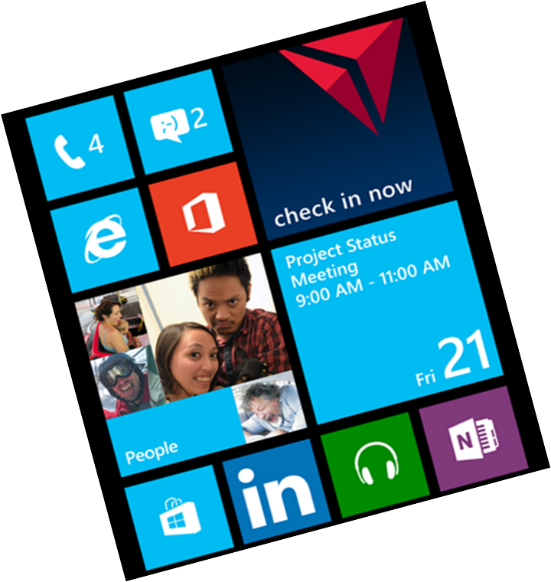 4
:-)
2
check in now
Project Status
Meeting
9:00 AM - 11:00 AM
Fri 21
People
in
N